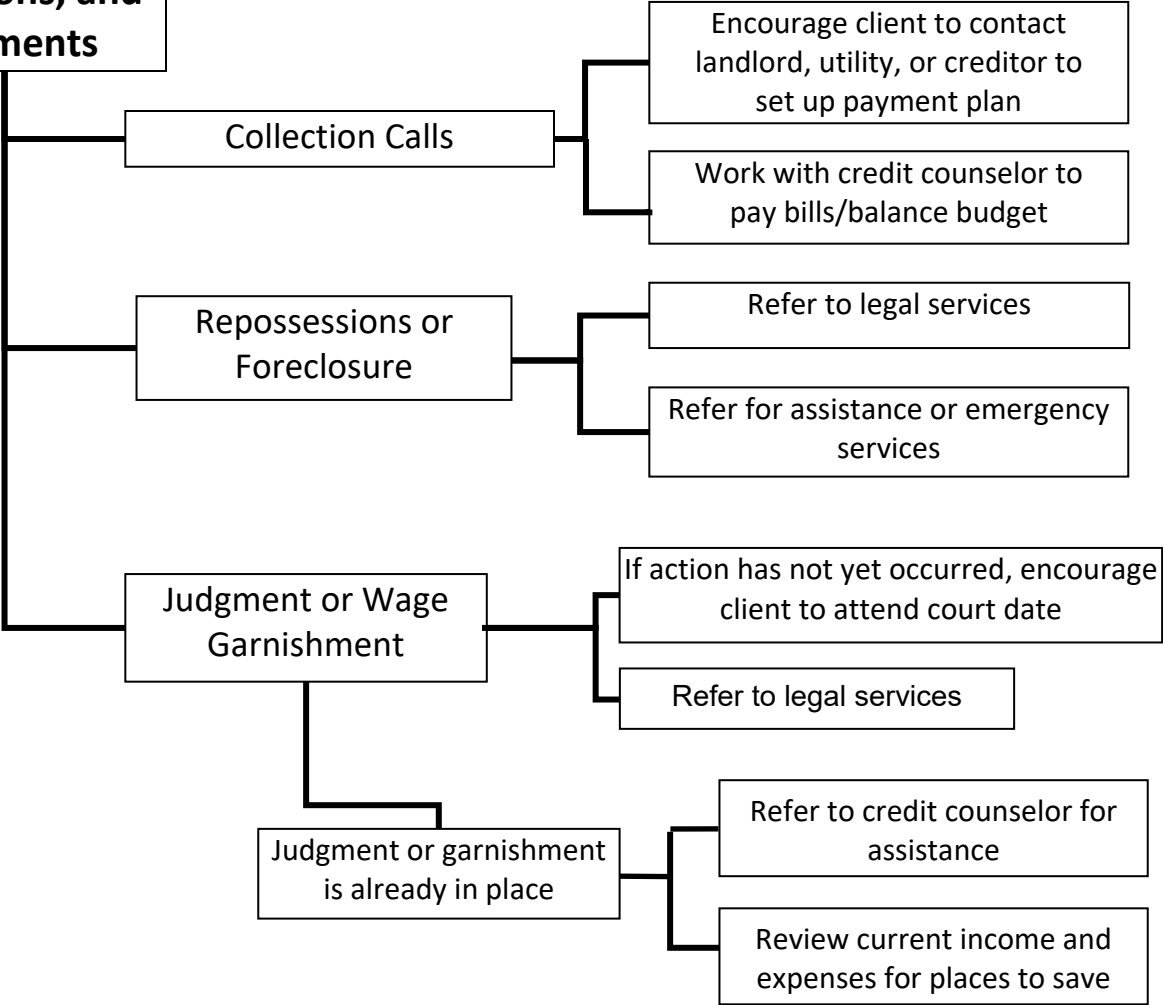 ons, and
ments
Encourage client to contact
landlord, utility, or creditor to
set up payment plan
Collection Calls
Work with credit counselor to
pay bills/balance budget
Repossessions or
Foreclosure
Refer to legal services
Refer for assistance or emergency
services
Judgment or Wage
Garnishment
If action has not yet occurred, encourage
client to attend court date
Refer to legal services
Judgment or garnishment
is already in place
Refer to credit counselor for
assistance
Review current income and
expenses for places to save